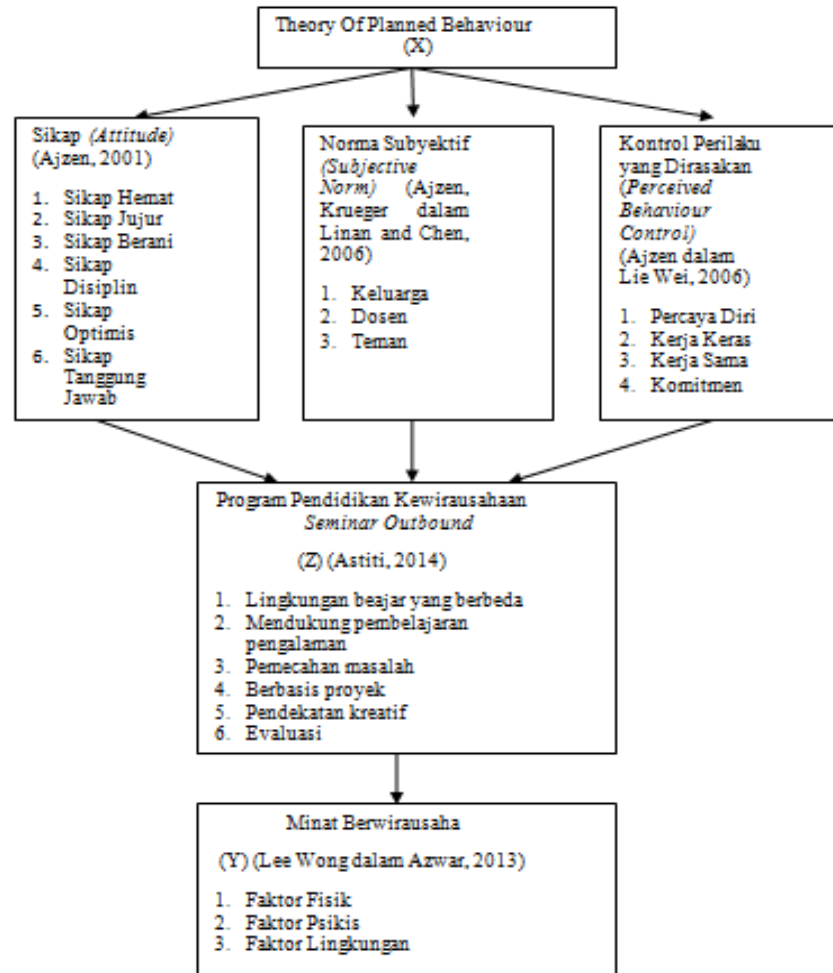 Theory Of Planned Behaviour
(X)
Sikap (Attitude)
(Ajzen, 2001)
1. Sikap Hemat
2. Sikap Jujur
3. Sikap Berani
4. Sikap
Disiplin
5. Sikap
Optimis
6. Sikap
Tanggung
Jawab
Norma Subyektif
(Subjective
Norm) (Ajzen,
Krueger dalam
Linan and Chen,
2006)
1. Keluarga
2. Dosen
3. Teman
Kontrol Perilaku
yang Dirasakan
(Perceived
Behaviour
Control)
(Ajzen dalam
Lie Wei, 2006)
1. Percaya Diri
2. Kerja Keras
3. Kerja Sama
4. Komitmen
Program Pendidikan Kewirausahaan
Seminar Outbound
(Z) (Astiti, 2014)
1. Lingkungan beajar yang berbeda
2. Mendukung pembelajaran
pengalaman
3. Pemecahan masalah
4. Berbasis proyek
5. Pendekatan kreatif
6. Evaluasi
Minat Berwirausaha
(Y) (Lee Wong dalam Azwar, 2013)
1. Faktor Fisik
2. Faktor Psikis
3. Faktor Lingkungan